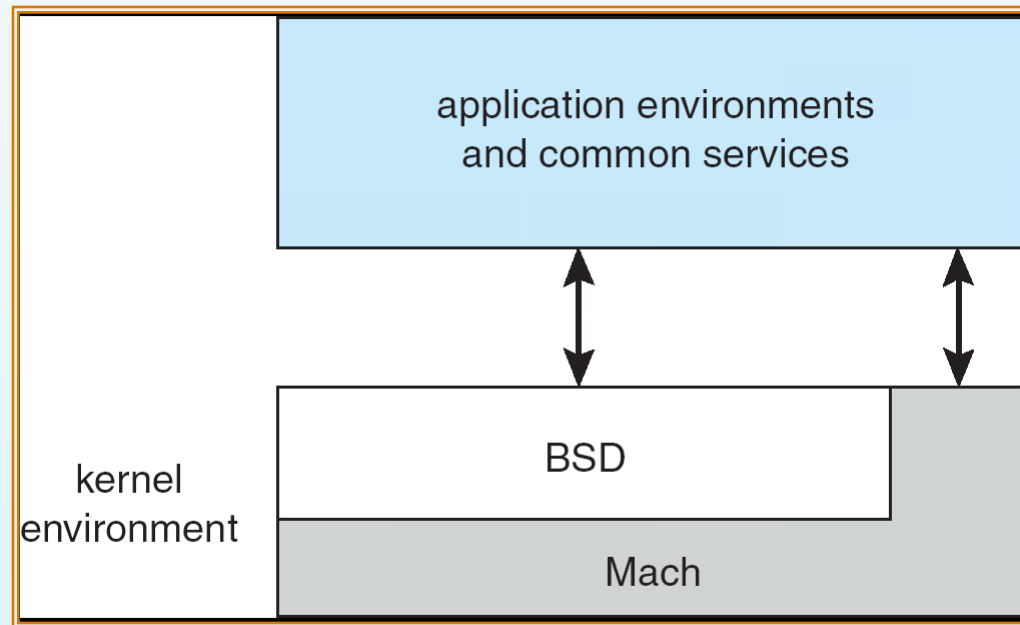 application environments
and common services
BSD
kernel
environment
Mach